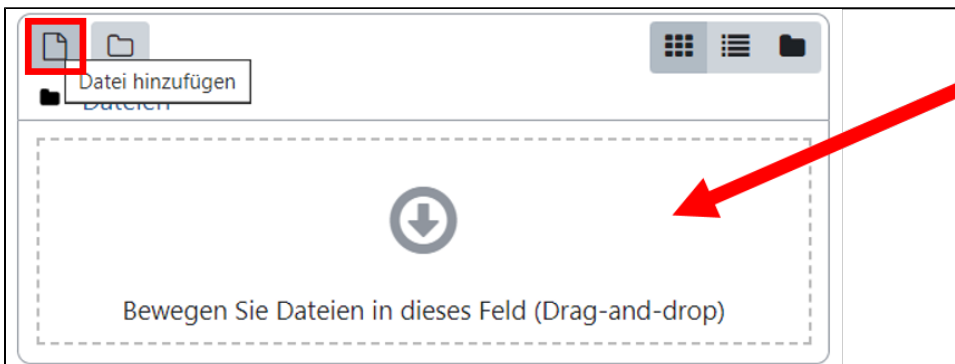 Datei hinzufügen
Dateien
Bewegen Sie Dateien in dieses Feld (Drag-and-drop)